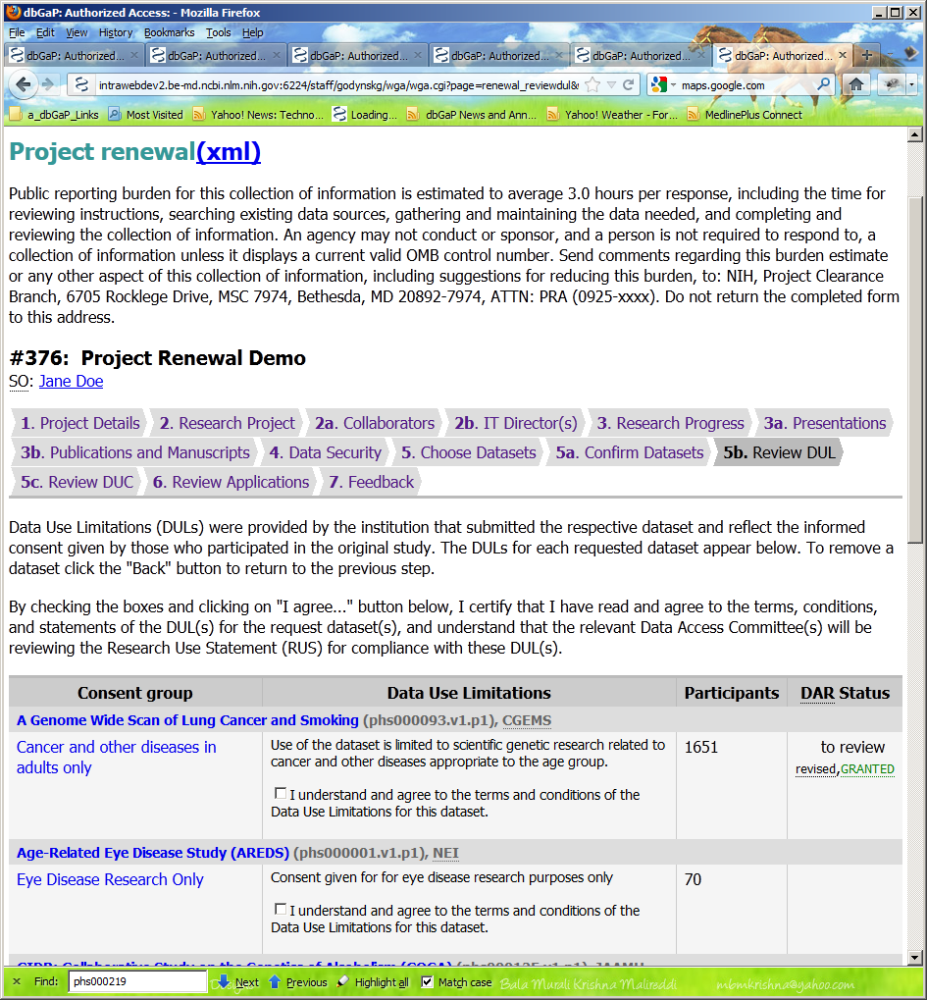 dbGaP: Authorized Access: - Mozilla Firefox
File Edit View History Bookmarks Tools Help
dbGaP: Authorized... dbGaP: Authorized... dbGaP: Authorized... dbGaP: Authorized... dbGaP: Authorized... dbGaP: Authorized...
intrawebdev2.be-md.ncbi.nlm.nih.gov:6224/staff/godynskg/wga/wga.cgi?page=renewal_reviewdul& maps.google.com
a_dbGaP_Links Most Visited Yahoo! News: Techno... Loading... dbGaP News and Ann... Yahoo! Weather - For... MedlinePlus Connect
Project renewal(xml)
Public reporting burden for this collection of information is estimated to average 3.0 hours per response, including the time for
reviewing instructions, searching existing data sources, gathering and maintaining the data needed, and completing and
reviewing the collection of information. An agency may not conduct or sponsor, and a person is not required to respond to, a
collection of information unless it displays a current valid OMB control number. Send comments regarding this burden estimate
or any other aspect of this collection of information, including suggestions for reducing this burden, to: NIH, Project Clearance
Branch, 6705 Rocklege Drive, MSC 7974, Bethesda, MD 20892-7974, ATTN: PRA (0925-xxxx). Do not return the completed form
to this address.
#376: Project Renewal Demo
SO: Jane Doe
1. Project Details 2. Research Project 2a. Collaborators 2b. IT Director(s) 3. Research Progress 3a. Presentations
3b. Publications and Manuscripts 4. Data Security 5. Choose Datasets 5a. Confirm Datasets 5b. Review DUL
5c. Review DUC 6. Review Applications 7. Feedback
Data Use Limitations (DULs) were provided by the institution that submitted the respective dataset and reflect the informed
consent given by those who participated in the original study. The DULs for each requested dataset appear below. To remove a
dataset click the "Back" button to return to the previous step.
By checking the boxes and clicking on "I agree..." button below, I certify that I have read and agree to the terms, conditions,
and statements of the DUL(s) for the request dataset(s), and understand that the relevant Data Access Committee(s) will be
reviewing the Research Use Statement (RUS) for compliance with these DUL(s).
Consent group Data Use Limitations Participants DAR Status
A Genome Wide Scan of Lung Cancer and Smoking (phs000093.v1.p1), CGEMS
Cancer and other diseases in
adults only
Use of the dataset is limited to scientific genetic research related to
cancer and other diseases appropriate to the age group.
I understand and agree to the terms and conditions of the
Data Use Limitations for this dataset.
1651
to review
revised,GRANTED
Age-Related Eye Disease Study (AREDS) (phs000001.v1.p1), NEI
Eye Disease Research Only
Consent given for for eye disease research purposes only
I understand and agree to the terms and conditions of the
Data Use Limitations for this dataset.
70
Find: phs000219 Next Previous Highlight all Match case Bala Murali Krishna Malireddi mbmkrishna@yahoo.com